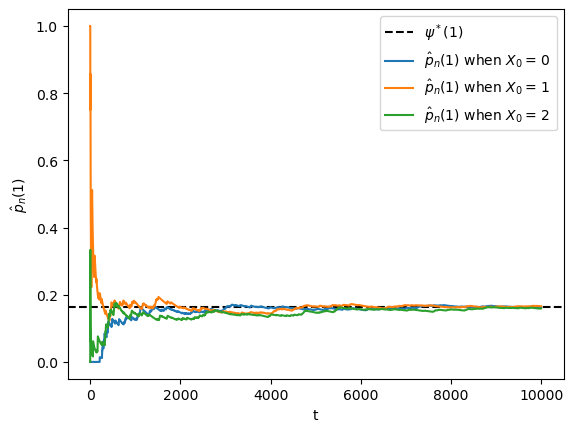 ψ*(1)
p̂ₙ(1) when X₀ = 0
p̂ₙ(1) when X₀ = 1
p̂ₙ(1) when X₀ = 2
1.0
0.8
0.6
0.4
0.2
0.0
p̂ₙ(1)
0 2000 4000 6000 8000 10000
t